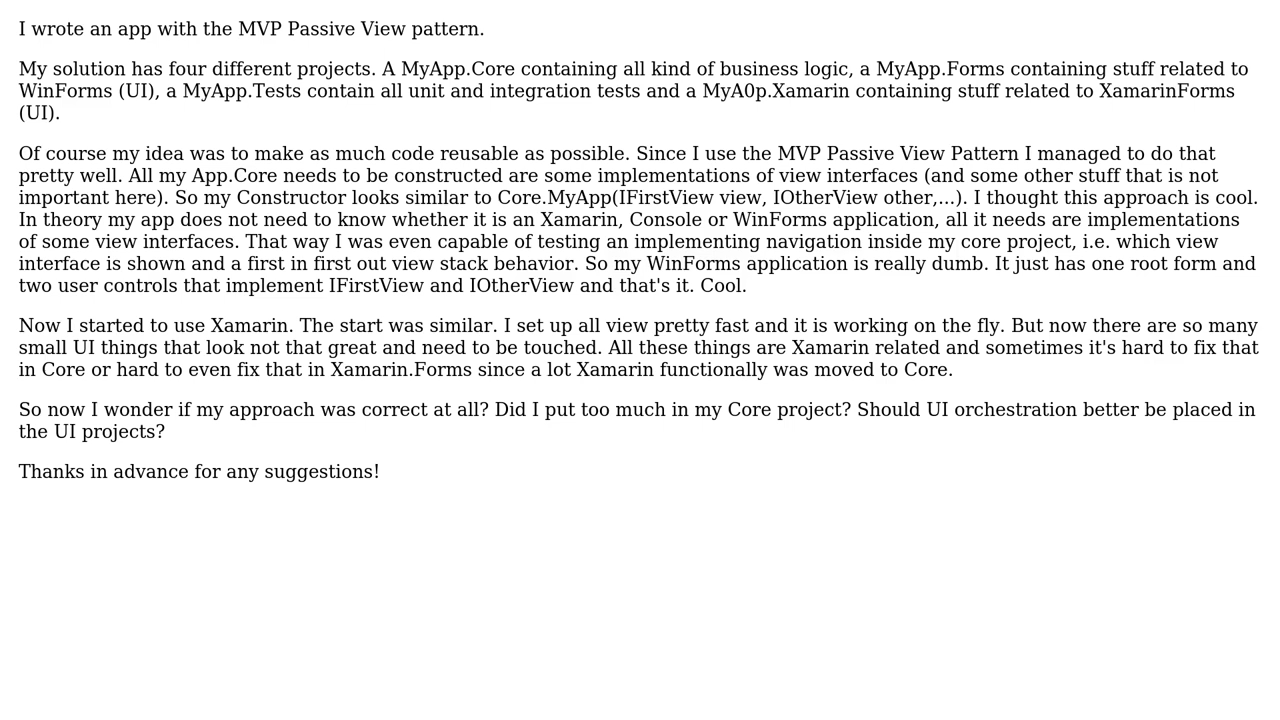 I wrote an app with the MVP Passive View pattern.
My solution has four different projects. A MyApp.Core containing all kind of business logic, a MyApp.Forms containing stuff related to
WinForms (UI), a MyApp.Tests contain all unit and integration tests and a MyA0p.Xamarin containing stuff related to XamarinForms
(UI).
Of course my idea was to make as much code reusable as possible. Since I use the MVP Passive View Pattern I managed to do that
pretty well. All my App.Core needs to be constructed are some implementations of view interfaces (and some other stuff that is not
important here). So my Constructor looks similar to Core.MyApp(IFirstView view, IOtherView other,...). I thought this approach is cool.
In theory my app does not need to know whether it is an Xamarin, Console or WinForms application, all it needs are implementations
of some view interfaces. That way I was even capable of testing an implementing navigation inside my core project, i.e. which view
interface is shown and a first in first out view stack behavior. So my WinForms application is really dumb. It just has one root form and
two user controls that implement IFirstView and IOtherView and that's it. Cool.
Now I started to use Xamarin. The start was similar. I set up all view pretty fast and it is working on the fly. But now there are so many
small UI things that look not that great and need to be touched. All these things are Xamarin related and sometimes it's hard to fix that
in Core or hard to even fix that in Xamarin.Forms since a lot Xamarin functionally was moved to Core.
So now I wonder if my approach was correct at all? Did I put too much in my Core project? Should UI orchestration better be placed in
the UI projects?
Thanks in advance for any suggestions!